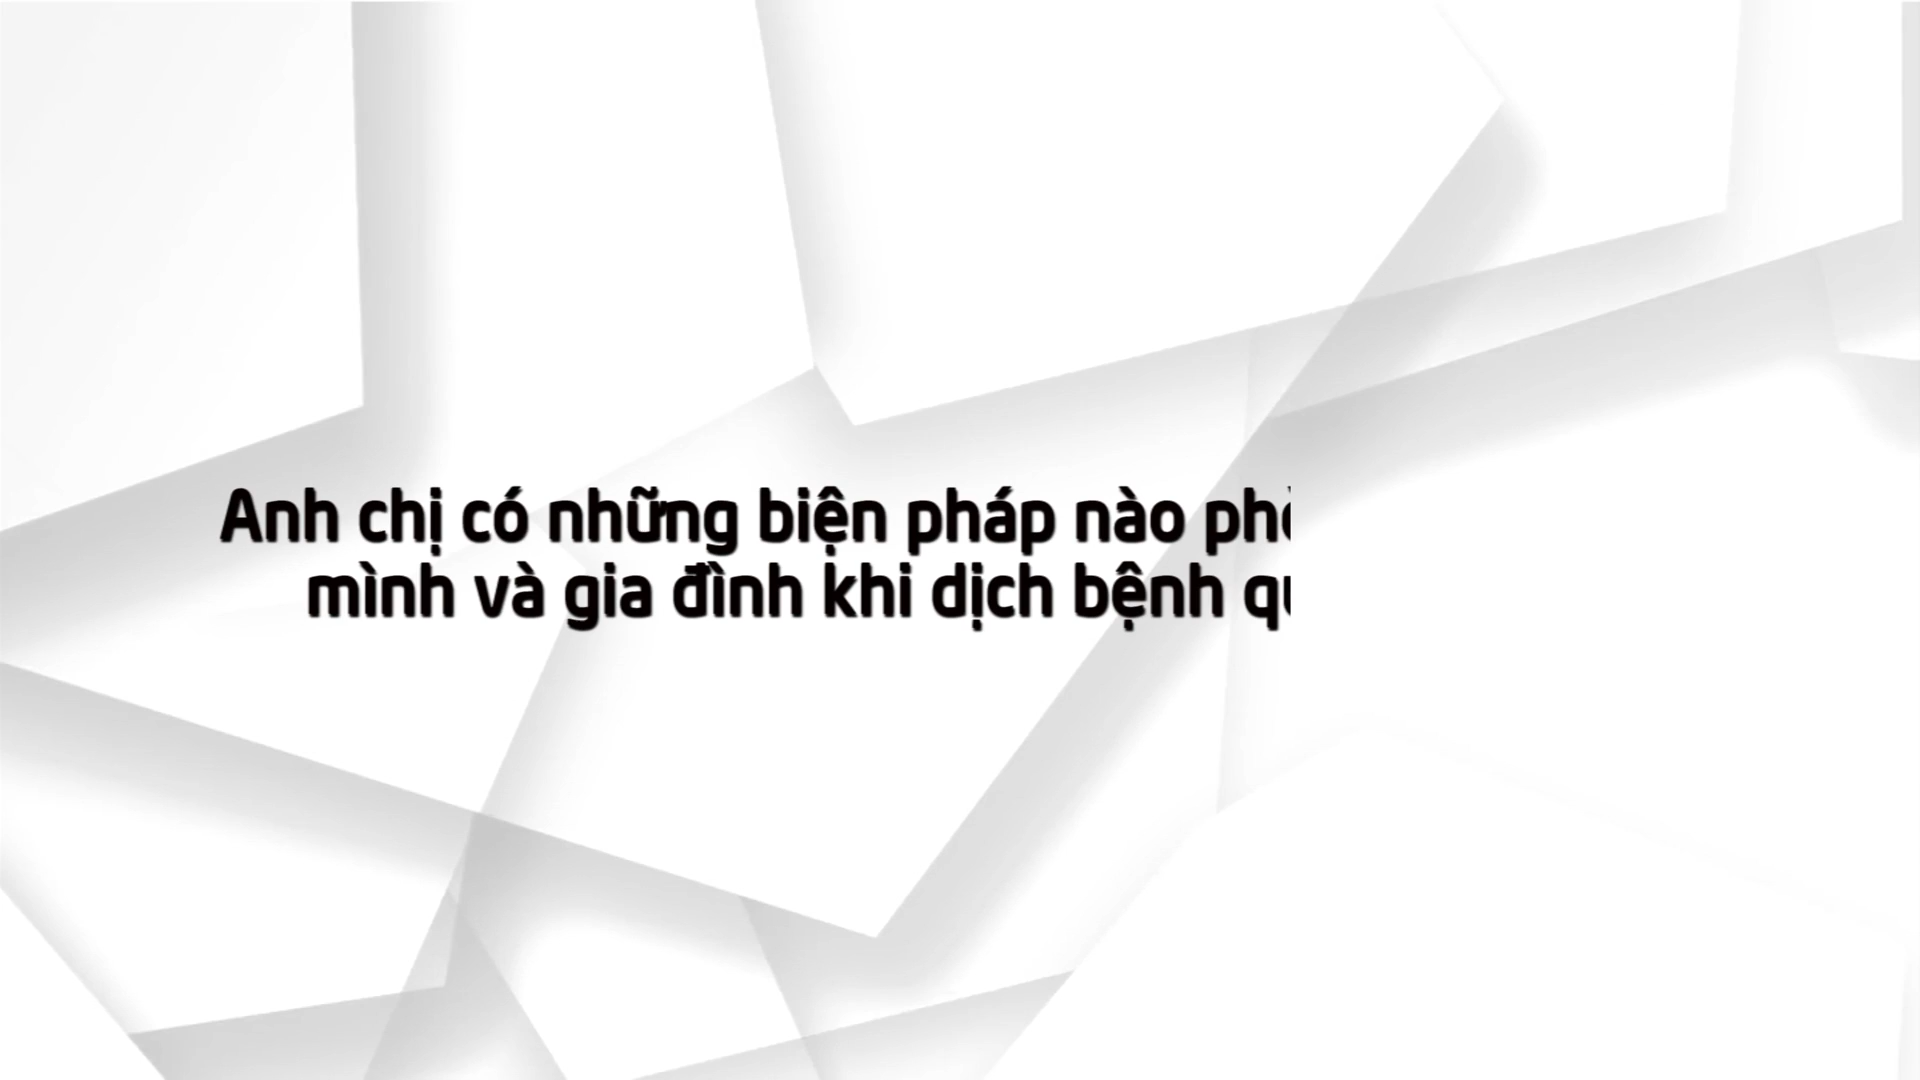 Anh chị có những biện pháp nào
mình và gia đình khi dịch bệnh